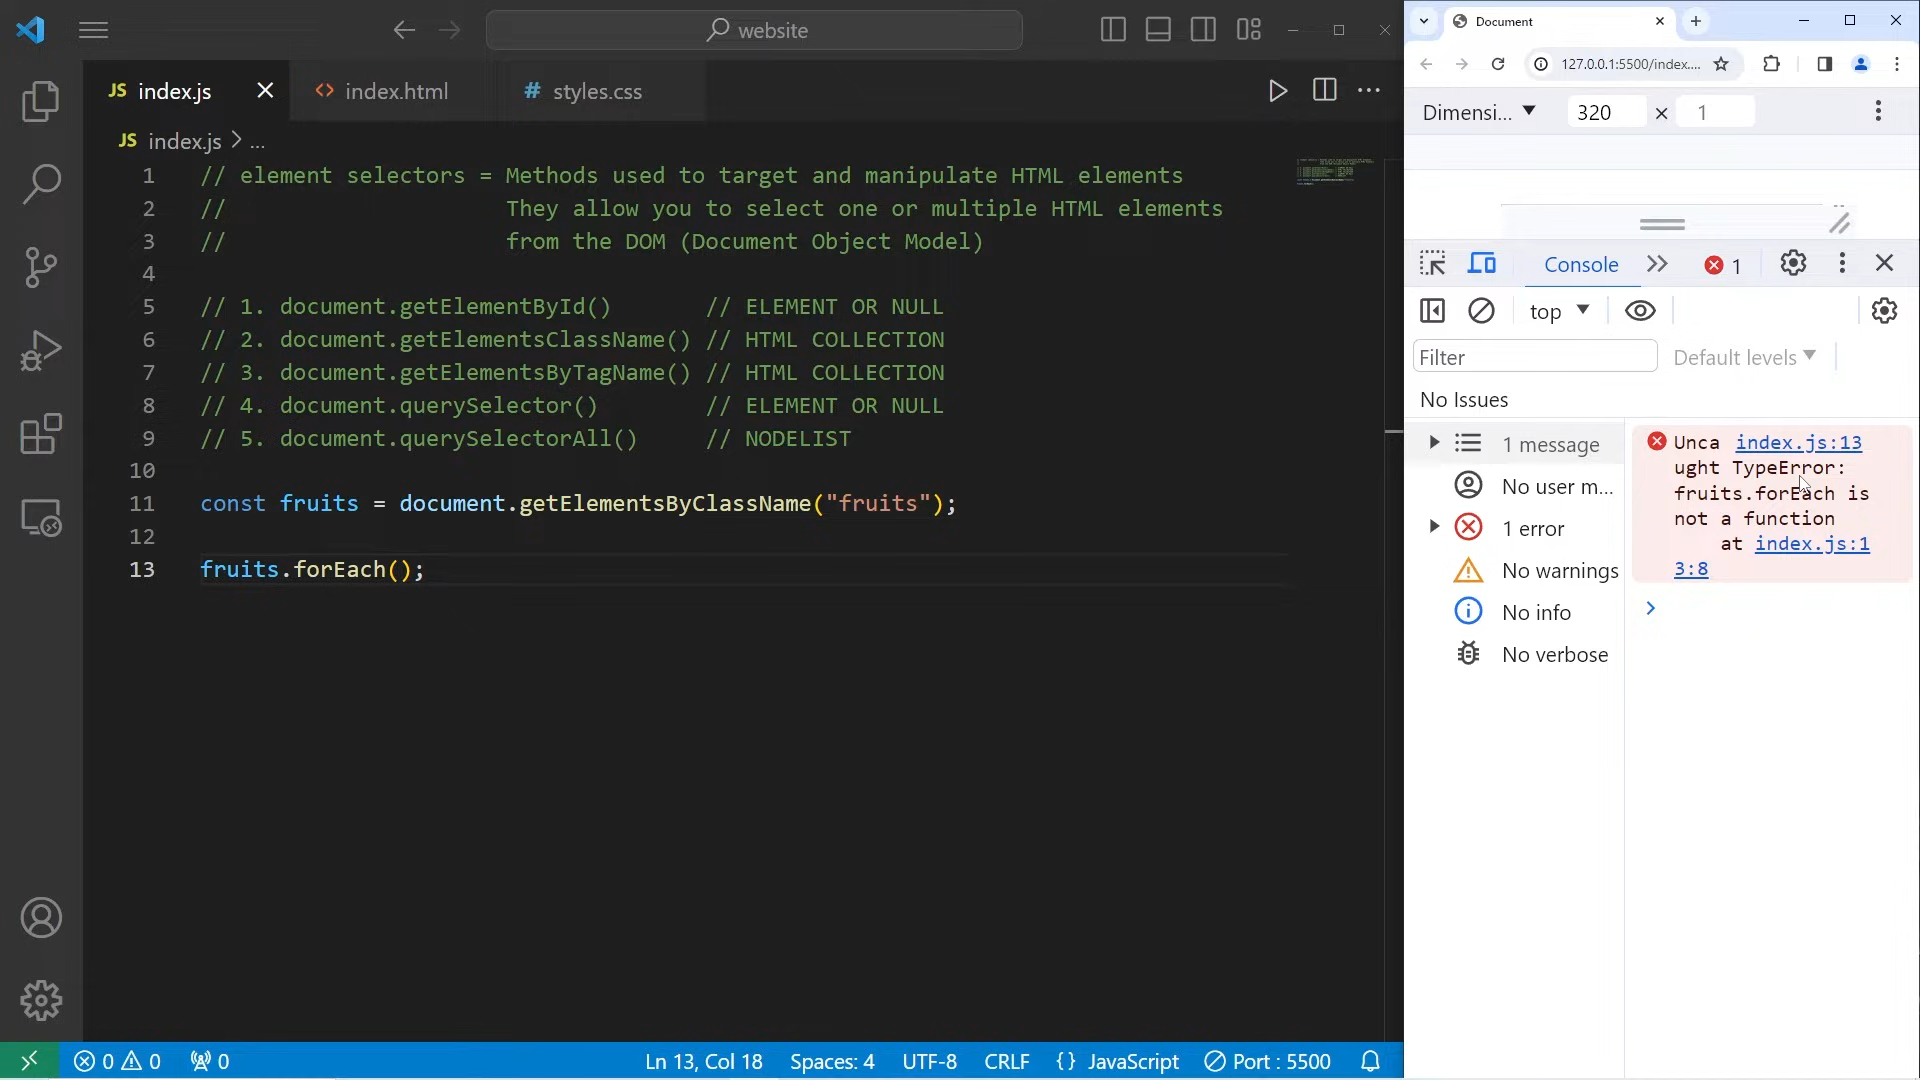 website
JS index.js
<> index.html
# styles.css
JS index.js > ...
1 // element selectors = Methods used to target and manipulate HTML elements
2 // They allow you to select one or multiple HTML elements
3 // from the DOM (Document Object Model)
4
5 // 1. document.getElementById() // ELEMENT OR NULL
6 // 2. document.getElementsClassName() // HTML COLLECTION
7 // 3. document.getElementsByTagName() // HTML COLLECTION
8 // 4. document.querySelector() // ELEMENT OR NULL
9 // 5. document.querySelectorAll() // NODELIST
10
11 const fruits = document.getElementsByClassName("fruits");
12
13 fruits.forEach();
0 0 0
Ln 13, Col 18 Spaces: 4 UTF-8 CRLF {} JavaScript Port : 5500
Document
127.0.0.1:5500/index....
Dimensi... 320 × 1
Console 1
top
Filter Default levels
No Issues
1 message
No user m...
1 error
No warnings
No info
No verbose
Unca index.js:13
ught TypeError:
fruits.forEach is
not a function
at index.js:1
3:8